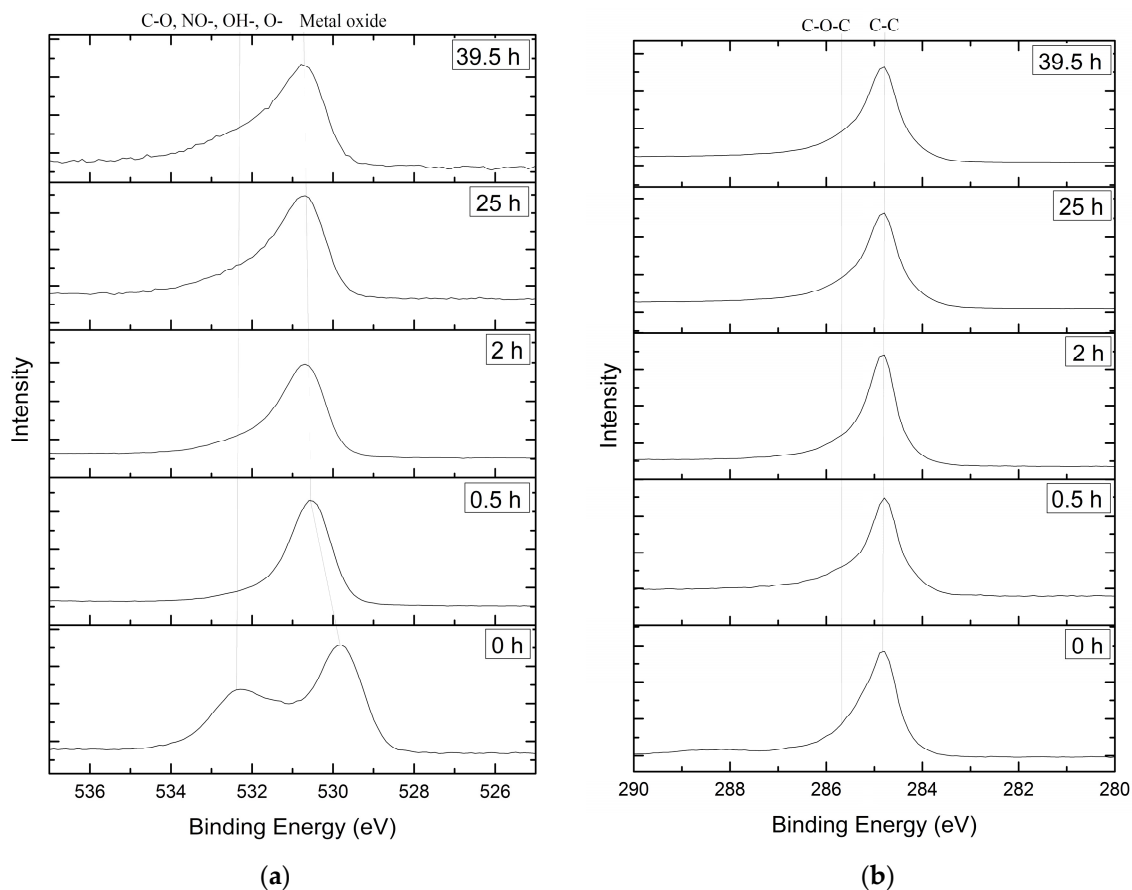 C-O, NO-, OH-, O- Metal oxide
39.5 h
25 h
2 h
0.5 h
0 h
Intensity
536 534 532 530 528 526
Binding Energy (eV)
(a)
C-O-C C-C
39.5 h
25 h
2 h
0.5 h
0 h
Intensity
290 288 286 284 282 280
Binding Energy (eV)
(b)